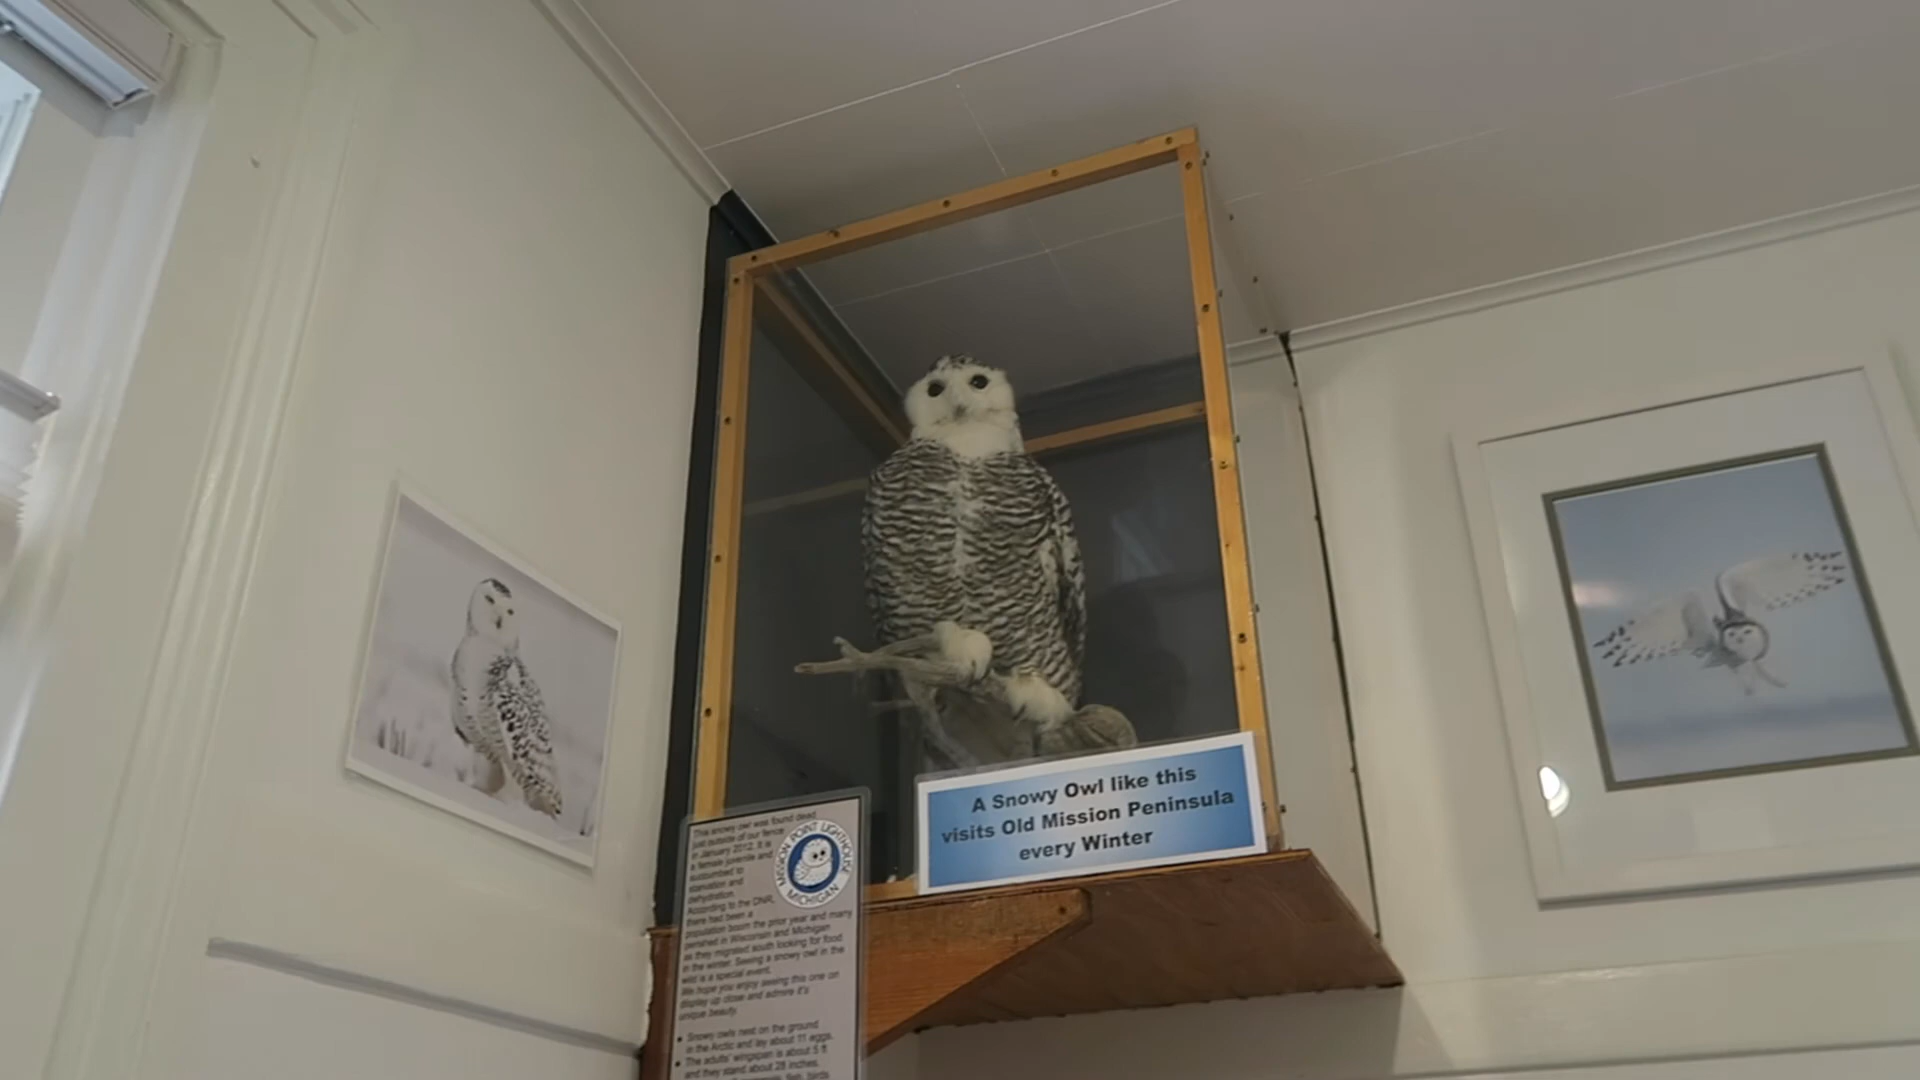 A Snowy Owl like this
visits Old Mission Peninsula
every Winter
This snowy owl was found dead
just outside of our fence
in January 2012. It is
a female juvenile and
succumbed to
starvation and
dehydration.
According to the DNR,
there had been a
population boom the prior year and many
perished in Wisconsin and Michigan
as they migrated south looking for food
in the winter. Seeing a snowy owl in the
wild is a special event.
We hope you enjoy seeing this one on
display up close and admire it's
unique beauty.
• Snowy owls nest on the ground
in the Arctic and lay about 11 eggs.
• The adults' wingspan is about 5 ft
and they stand about 28 inches.
fish, birds
MISSION POINT LIGHTHOUSE
MICHIGAN